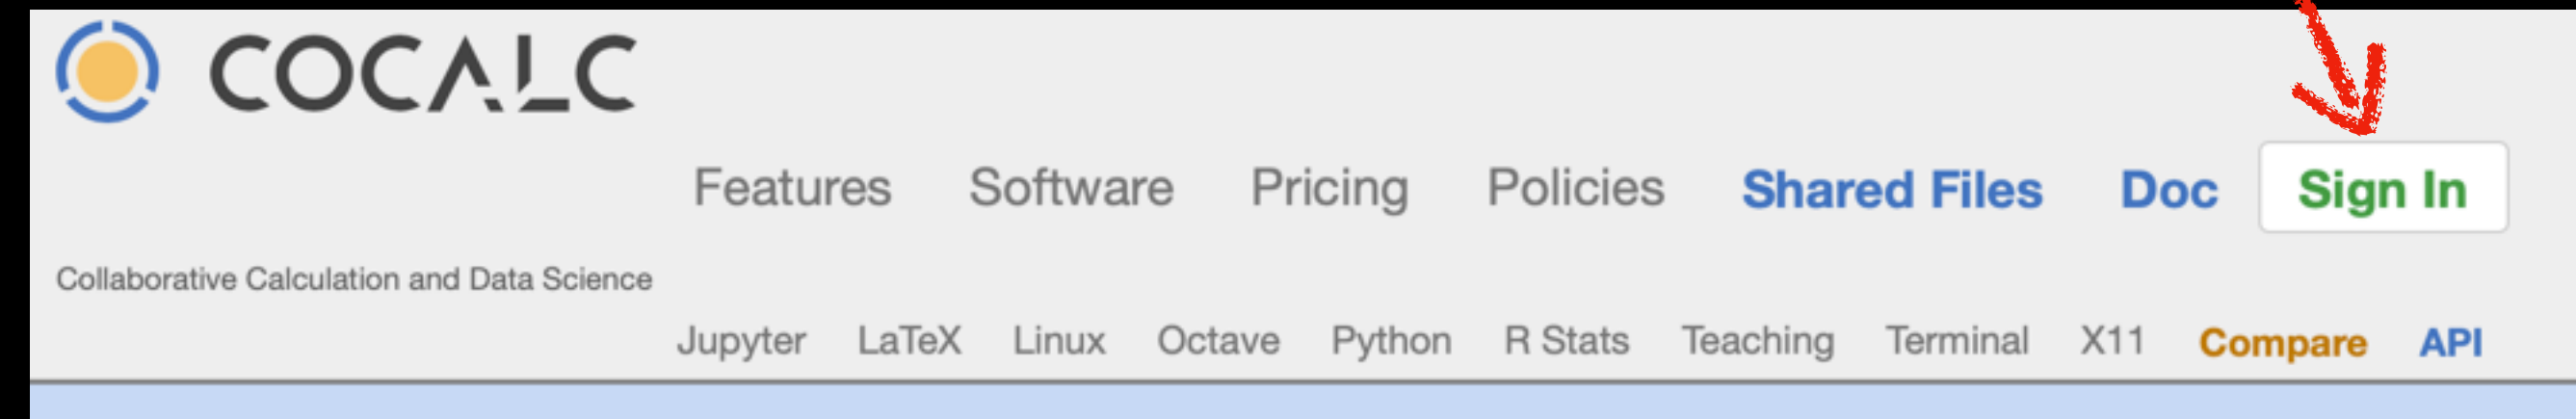 COCALC
Features Software Pricing Policies Shared Files Doc Sign In
Collaborative Calculation and Data Science
Jupyter LaTeX Linux Octave Python R Stats Teaching Terminal X11 Compare API